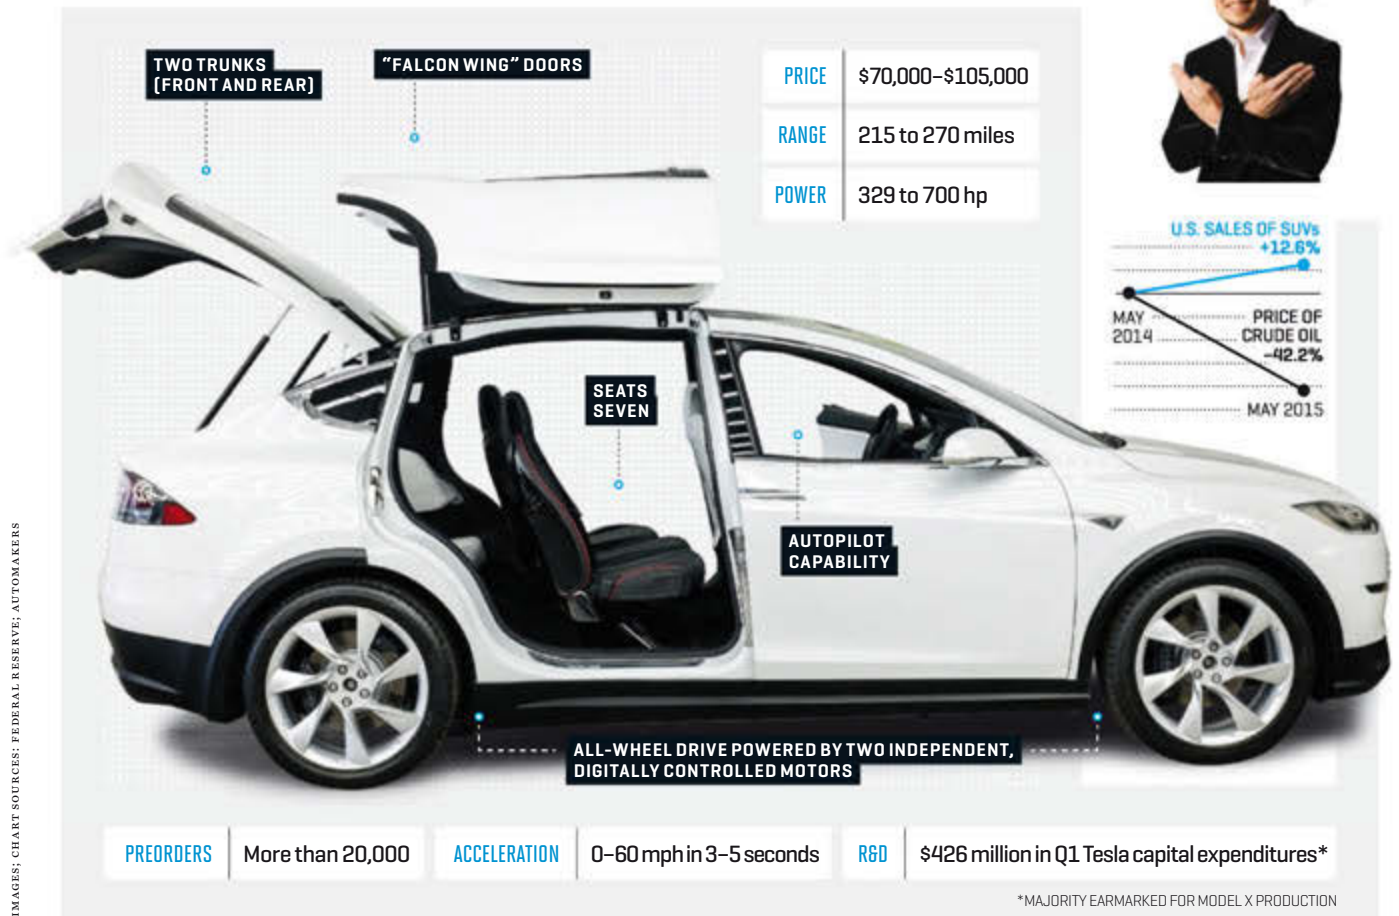 TWO TRUNKS
(FRONT AND REAR)
“FALCON WING” DOORS
PRICE $70,000–$105,000
RANGE 215 to 270 miles
POWER 329 to 700 hp
U.S. SALES OF SUVs
+12.6%
MAY
2014
PRICE OF
CRUDE OIL
–42.2%
MAY 2015
SEATS
SEVEN
AUTOPILOT
CAPABILITY
ALL-WHEEL DRIVE POWERED BY TWO INDEPENDENT,
DIGITALLY CONTROLLED MOTORS
PREORDERS More than 20,000
ACCELERATION 0–60 mph in 3–5 seconds
R&D $426 million in Q1 Tesla capital expenditures*
*MAJORITY EARMARKED FOR MODEL X PRODUCTION
IMAGES; CHART SOURCES: FEDERAL RESERVE; AUTOMAKERS